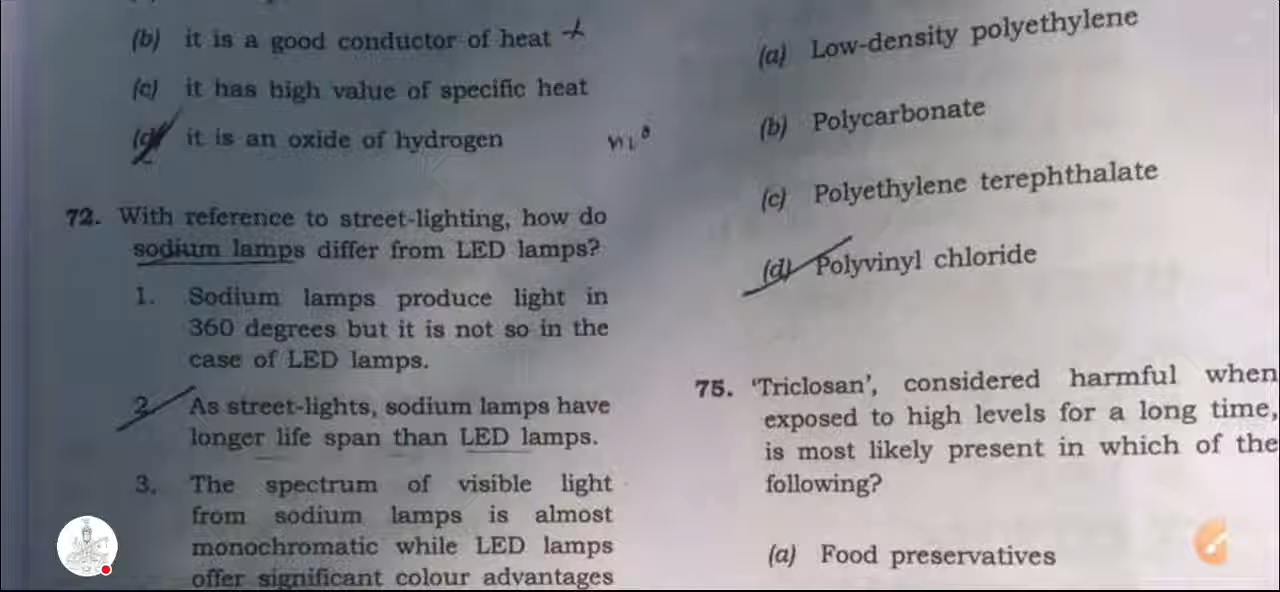 (b) it is a good conductor of heat
(c) it has high value of specific heat
(d) it is an oxide of hydrogen
72. With reference to street-lighting, how do
sodium lamps differ from LED lamps?
1. Sodium lamps produce light in
360 degrees but it is not so in the
case of LED lamps.
2. As street-lights, sodium lamps have
longer life span than LED lamps.
3. The spectrum of visible light
from sodium lamps is almost
monochromatic while LED lamps
offer significant colour advantages
(a) Low-density polyethylene
(b) Polycarbonate
(c) Polyethylene terephthalate
(d) Polyvinyl chloride
75. 'Triclosan', considered harmful when
exposed to high levels for a long time,
is most likely present in which of the
following?
(a) Food preservatives